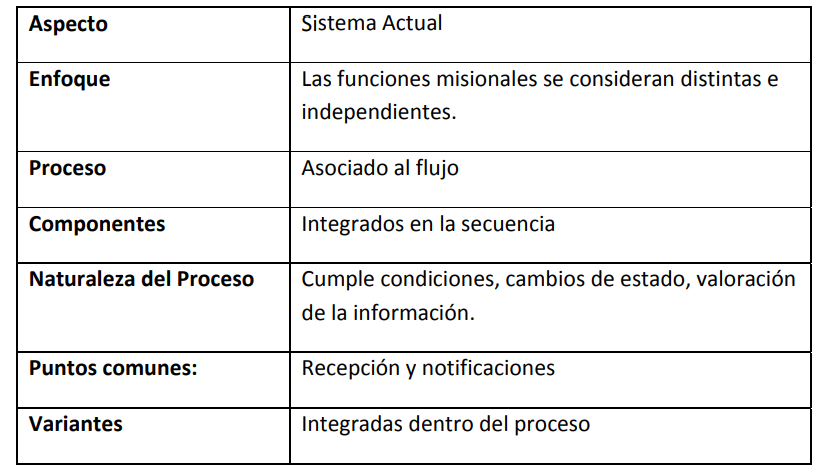 Aspecto Sistema Actual
Enfoque Las funciones misionales se consideran distintas e
independientes.
Proceso Asociado al flujo
Componentes Integrados en la secuencia
Naturaleza del Proceso Cumple condiciones, cambios de estado, valoración
de la información.
Puntos comunes: Recepción y notificaciones
Variantes Integradas dentro del proceso